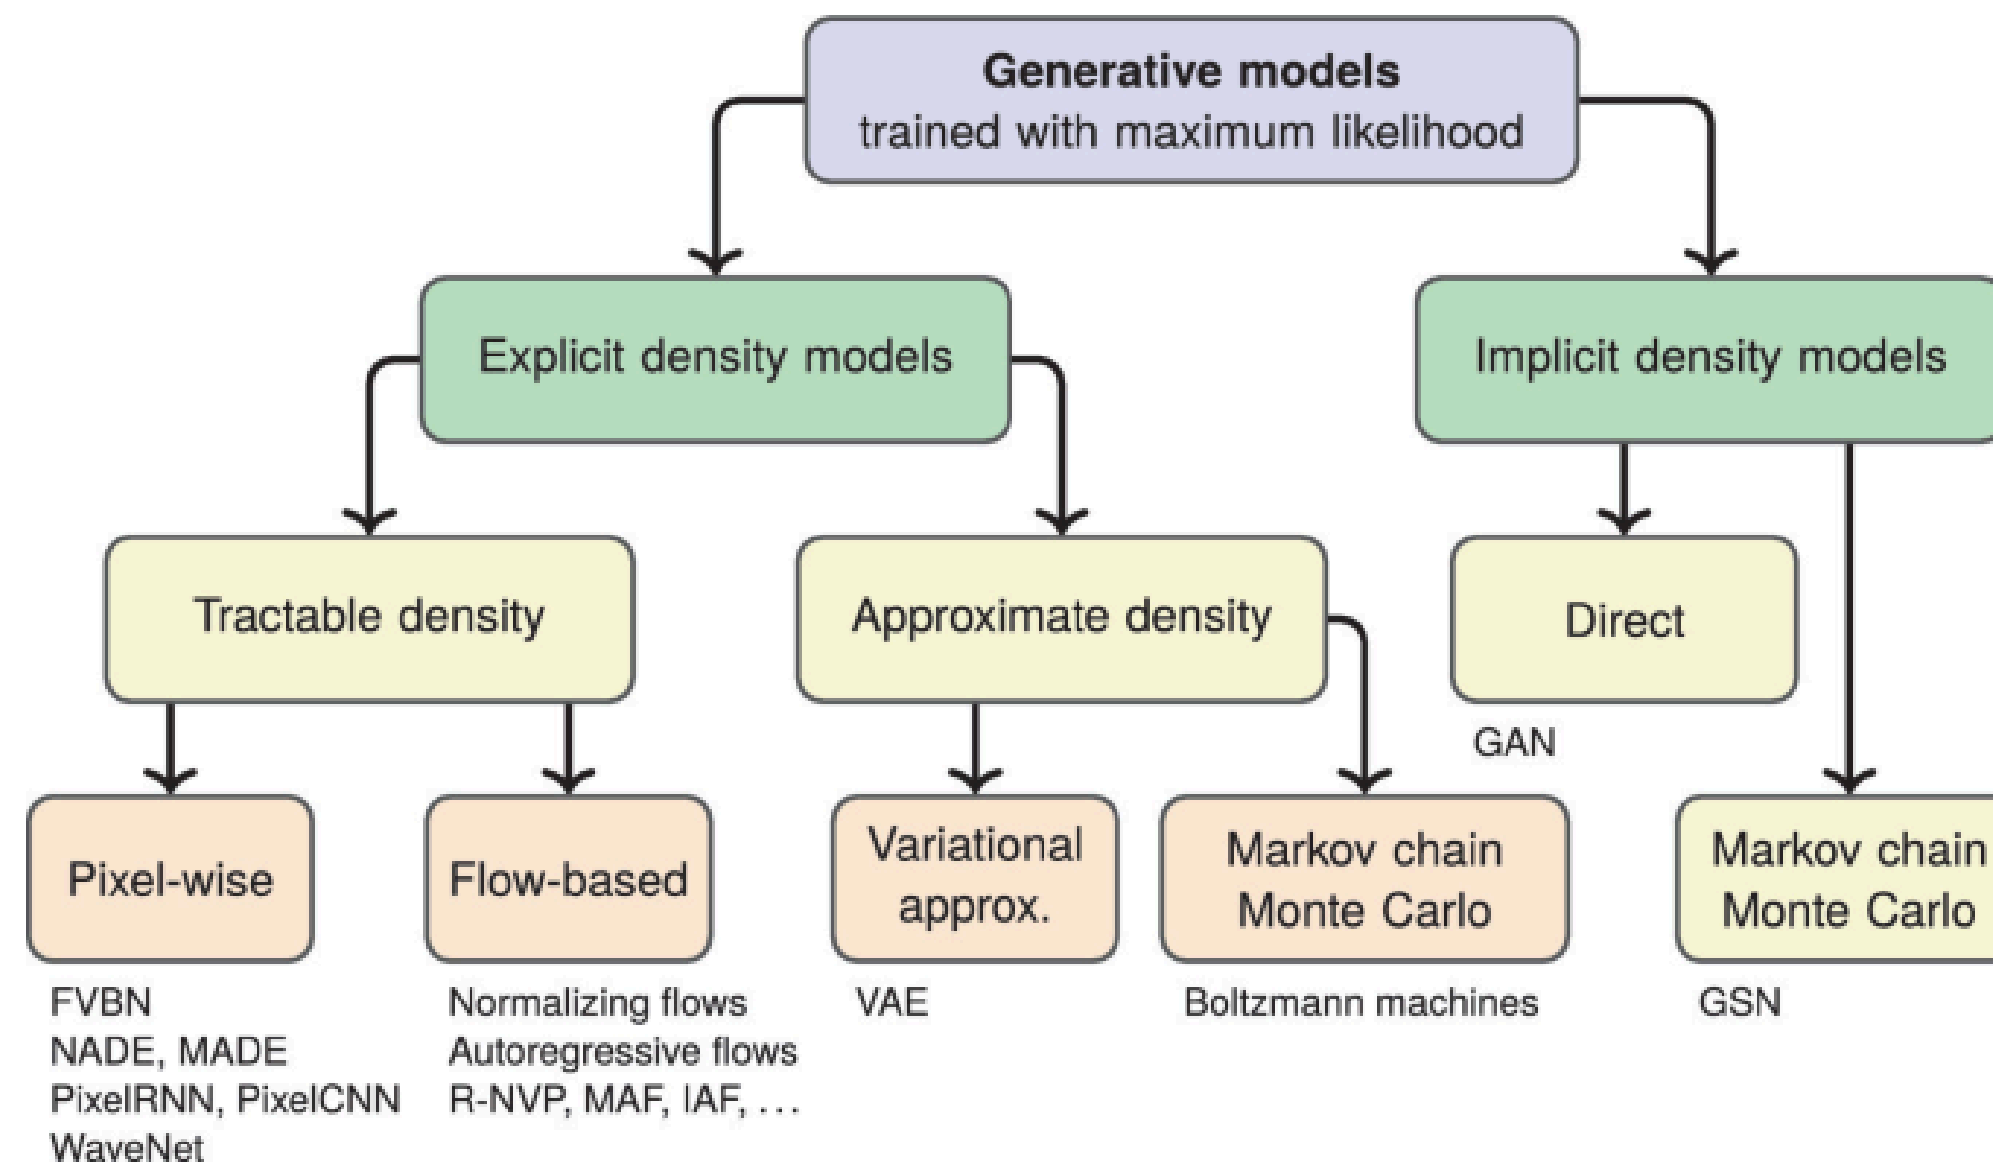 Generative models
trained with maximum likelihood
Explicit density models
Implicit density models
Tractable density
Approximate density
Direct
GAN
Pixel-wise
Flow-based
Variational
approx.
Markov chain
Monte Carlo
Markov chain
Monte Carlo
FVBN
NADE, MADE
PixelRNN, PixelCNN
WaveNet
Normalizing flows
Autoregressive flows
R-NVP, MAF, IAF, ...
VAE
Boltzmann machines
GSN